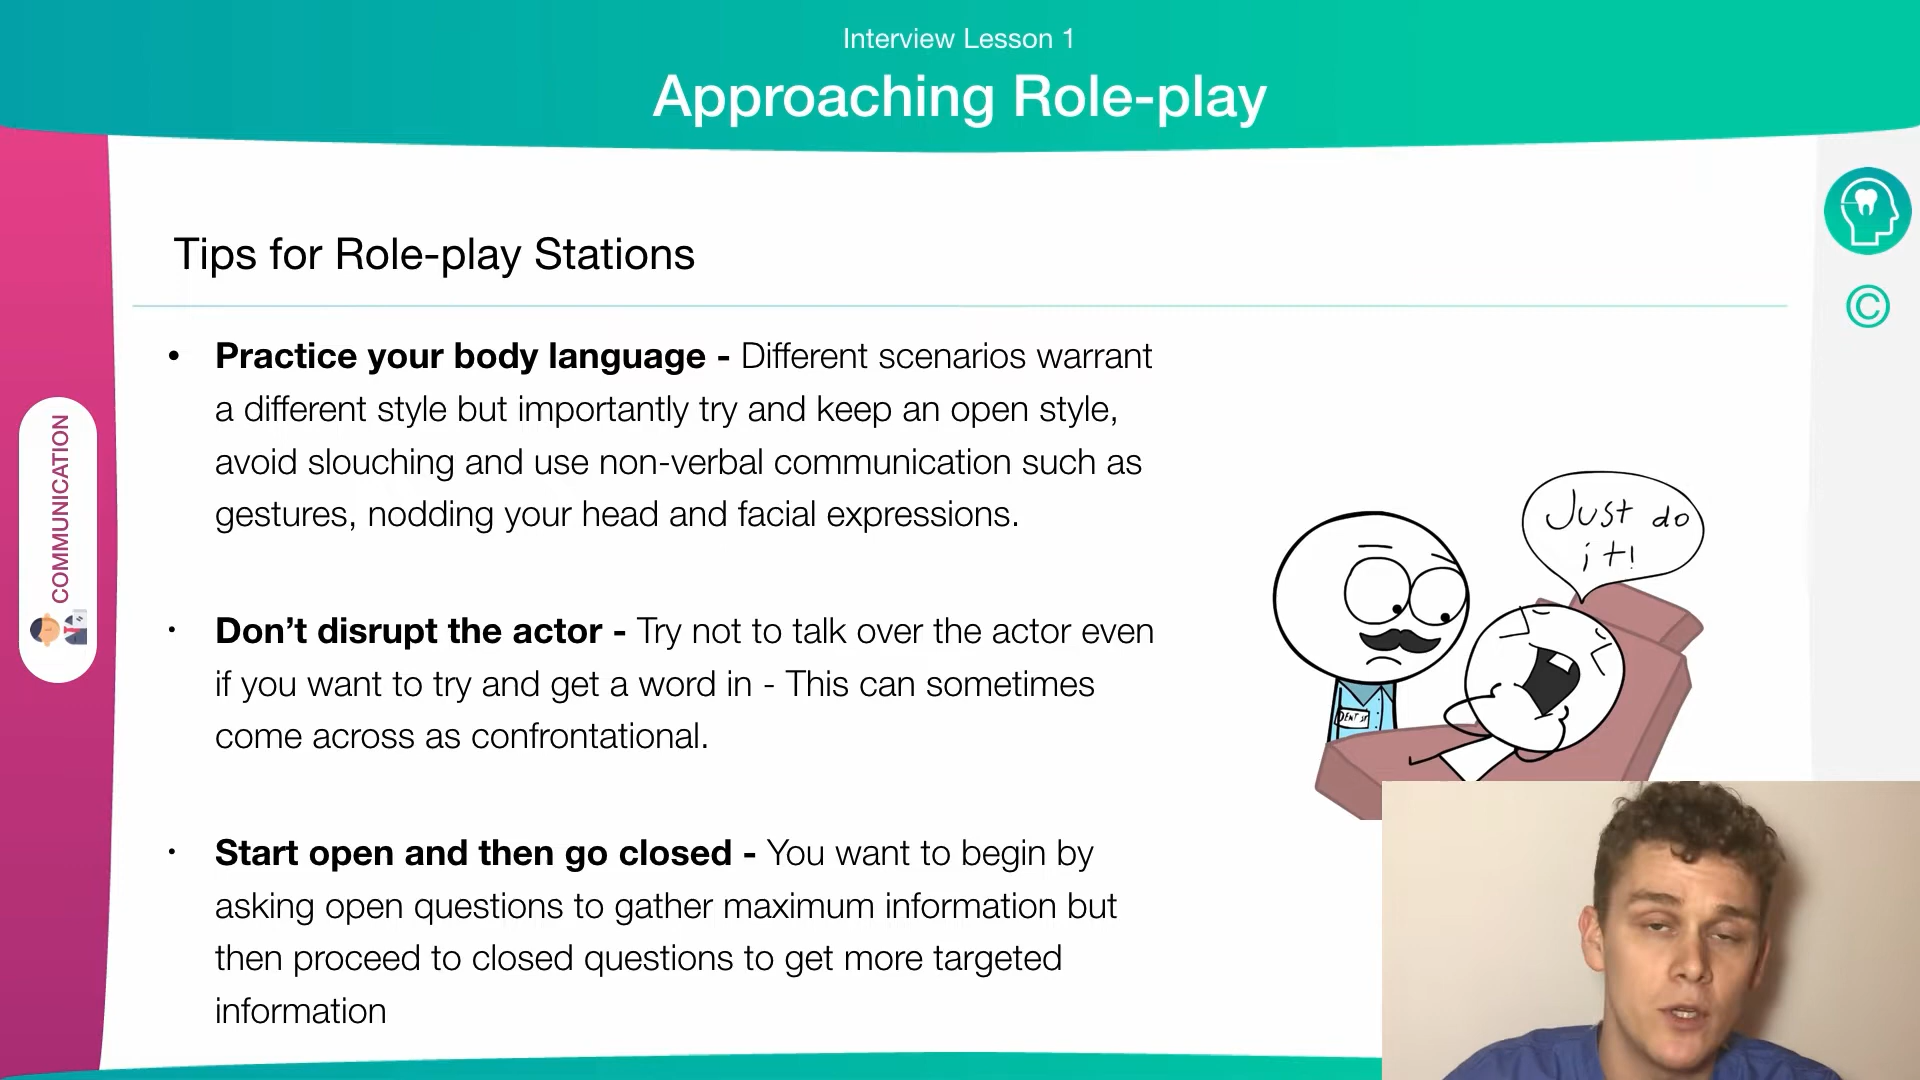 Interview Lesson 1
Approaching Role-play
Tips for Role-play Stations
• Practice your body language - Different scenarios warrant
a different style but importantly try and keep an open style,
avoid slouching and use non-verbal communication such as
gestures, nodding your head and facial expressions.
• Don’t disrupt the actor - Try not to talk over the actor even
if you want to try and get a word in - This can sometimes
come across as confrontational.
• Start open and then go closed - You want to begin by
asking open questions to gather maximum information but
then proceed to closed questions to get more targeted
information
COMMUNICATION
Just do
it!
DENTIST
©